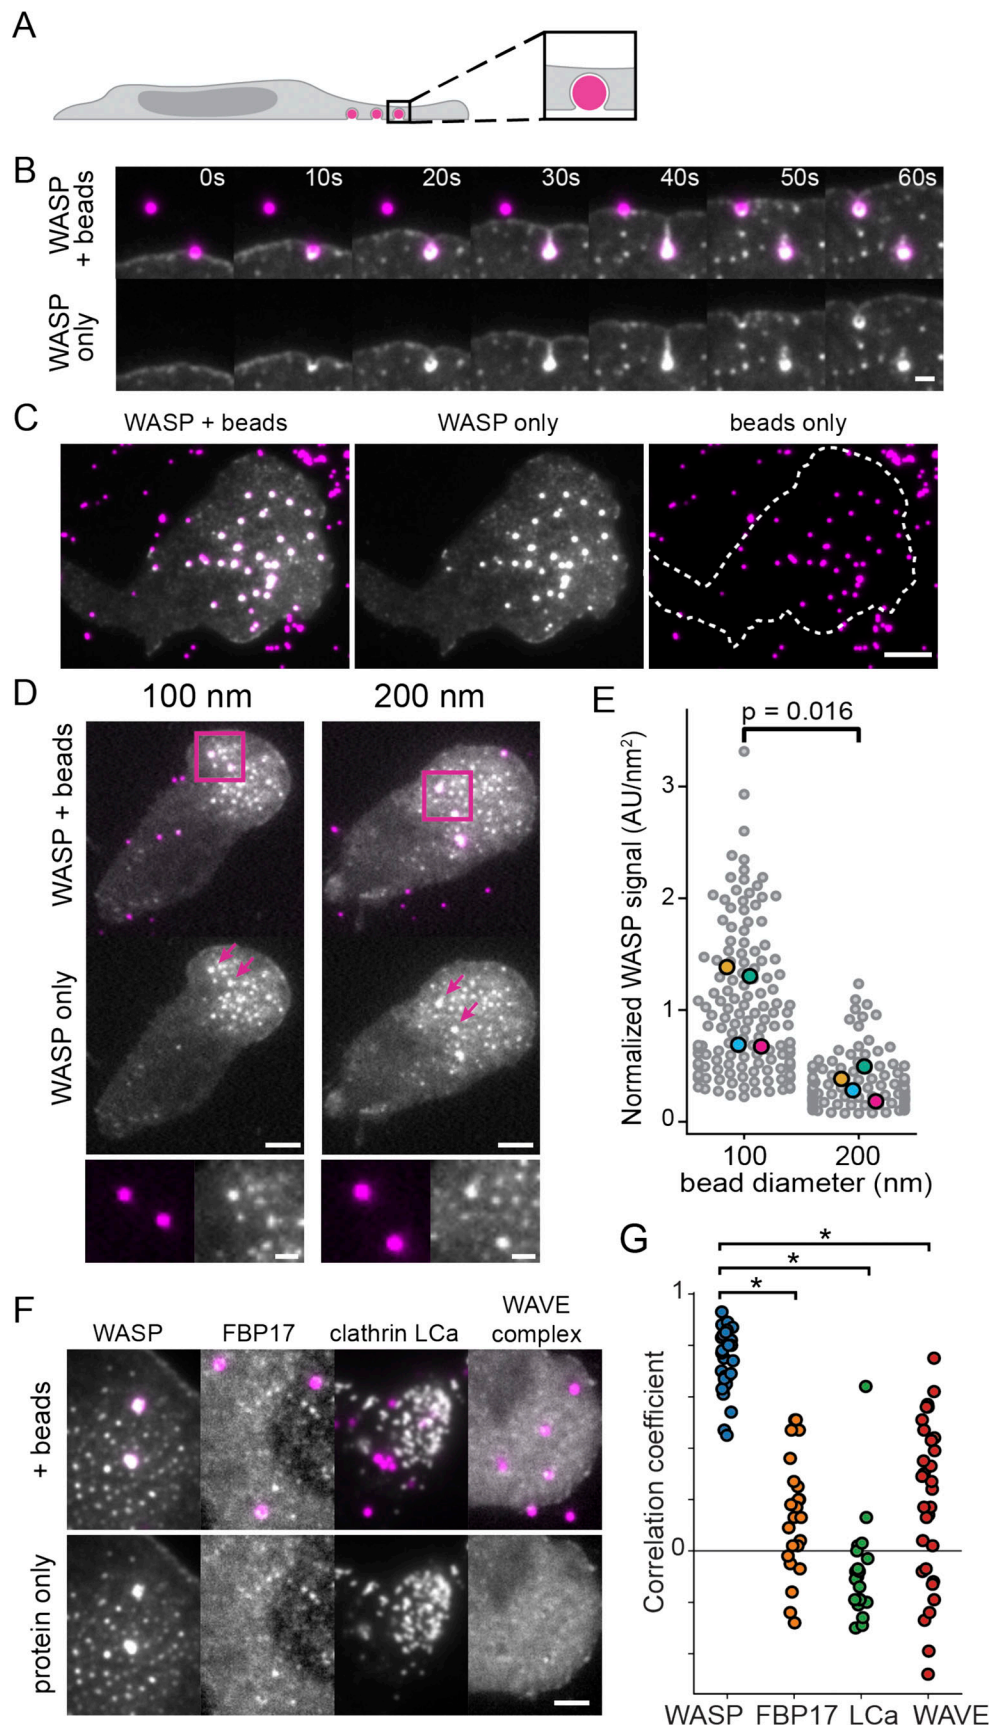 A
B
WASP
+ beads
0s 10s 20s 30s 40s 50s 60s
WASP
only
C
WASP + beads WASP only beads only
D
100 nm 200 nm
WASP + beads
WASP only
E
p = 0.016
Normalized WASP signal (AU/nm²)
3
2
1
0
100 200
bead diameter (nm)
F
WASP FBP17 clathrin LCa WAVE
complex
+ beads
protein only
G
*
*
*
Correlation coefficient
1
0
WASP FBP17 LCa WAVE